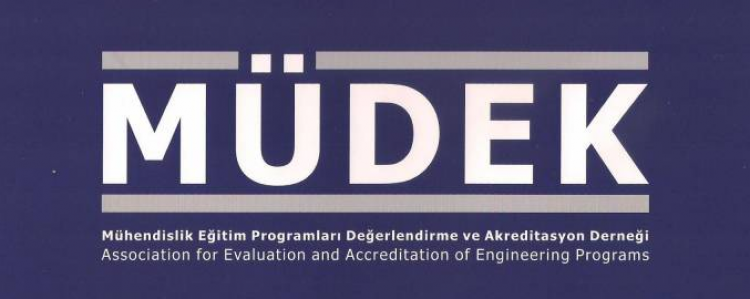 MÜDEK
Mühendislik Eğitim Programları Değerlendirme ve Akreditasyon Derneği
Association for Evaluation and Accreditation of Engineering Programs